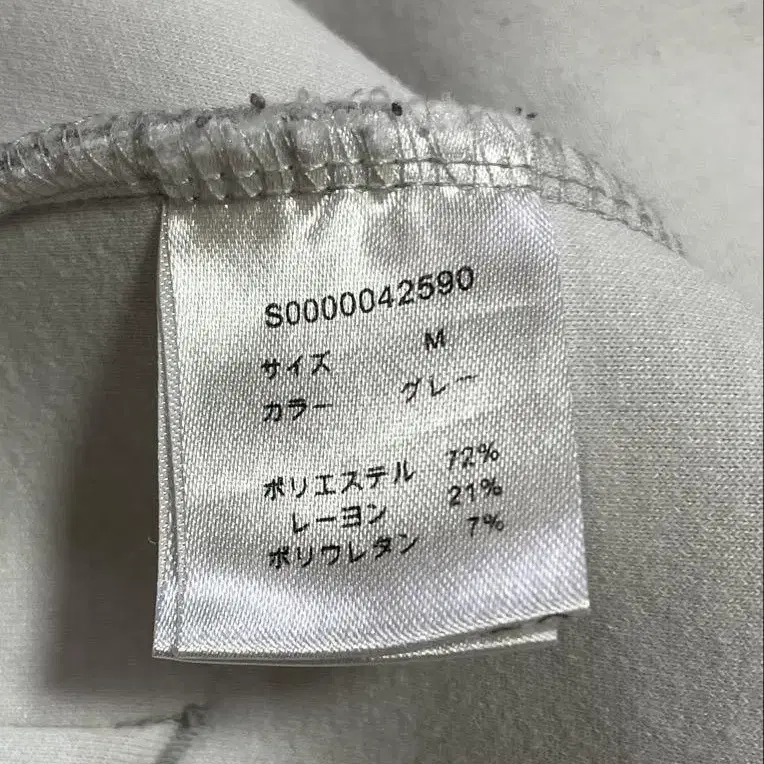 S0000042590
サイズ M
カラー グレー
ポリエステル 72%
レーヨン 21%
ポリウレタン 7%